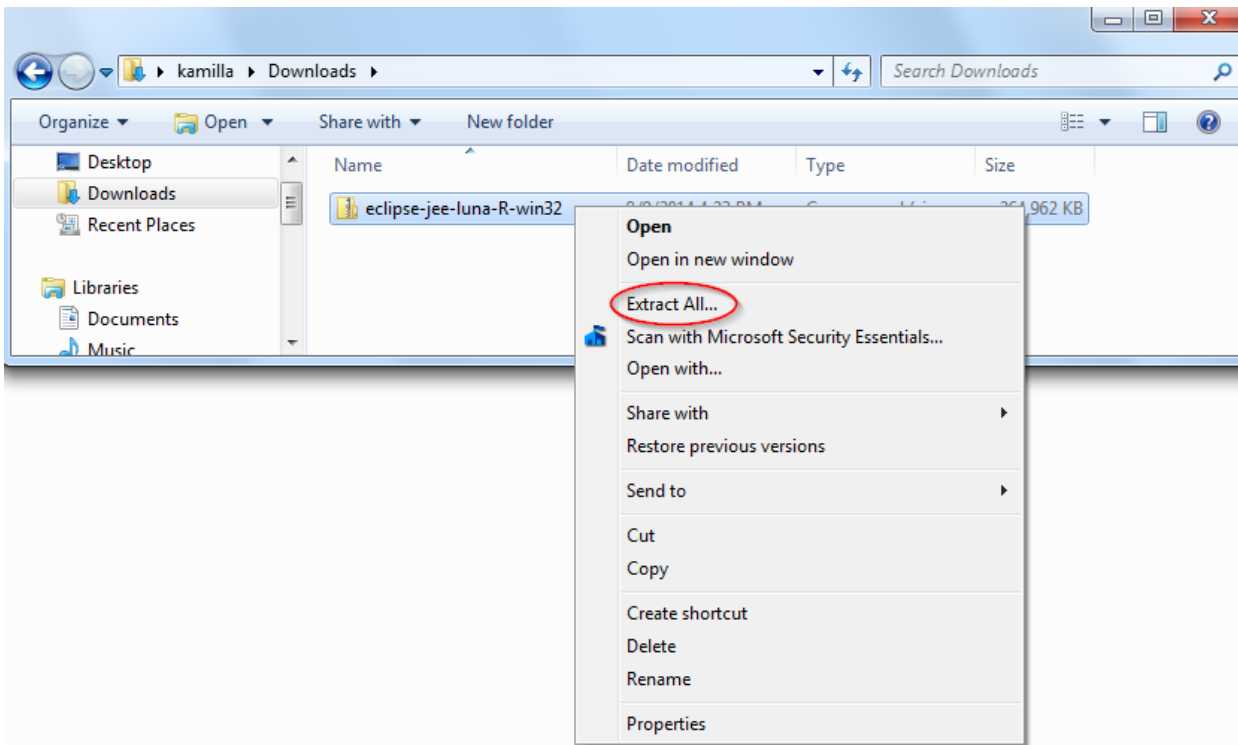 kamilla Downloads
Search Downloads
Organize Open Share with New folder
Desktop
Downloads
Recent Places
Libraries
Documents
Music
Name Date modified Type Size
eclipse-jee-luna-R-win32 962 KB
Open
Open in new window
Extract All...
Scan with Microsoft Security Essentials...
Open with...
Share with
Restore previous versions
Send to
Cut
Copy
Create shortcut
Delete
Rename
Properties